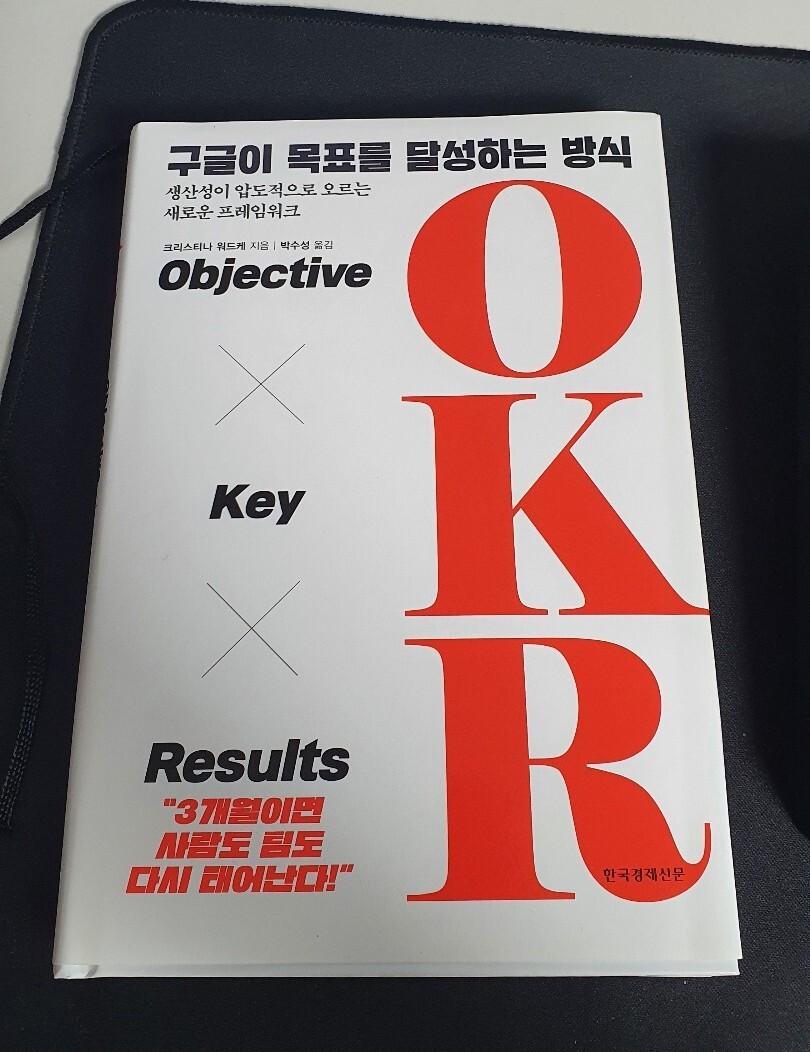 구글이 목표를 달성하는 방식
생산성이 압도적으로 오르는
새로운 프레임워크
크리스티나 워드케 지음 | 박수성 옮김
Objective
Key
Results
O
K
R
"3개월이면
사람도 팀도
다시 태어난다!"
한국경제신문